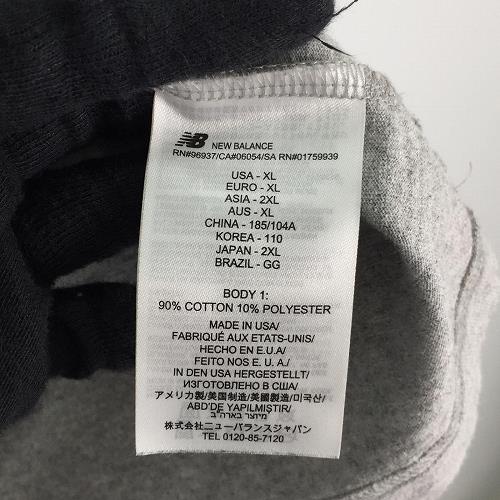 NB NEW BALANCE
RN#96937/CA#06054/SA RN#01759939
USA - XL
EURO - XL
ASIA - 2XL
AUS - XL
CHINA - 185/104A
KOREA - 110
JAPAN - 2XL
BRAZIL - GG
BODY 1:
90% COTTON 10% POLYESTER
MADE IN USA/
FABRIQUÉ AUX ETATS-UNIS/
HECHO EN E.U.A/
FEITO NOS E.U.A./
IN DEN USA HERGESTELLT/
ИЗГОТОВЛЕНО В США/
アメリカ製/美国制造/美國製造/미국산/
ABD'DE YAPILMIŞTIR/
מיוצר בארה"ב
株式会社ニューバランスジャパン
TEL 0120-85-7120